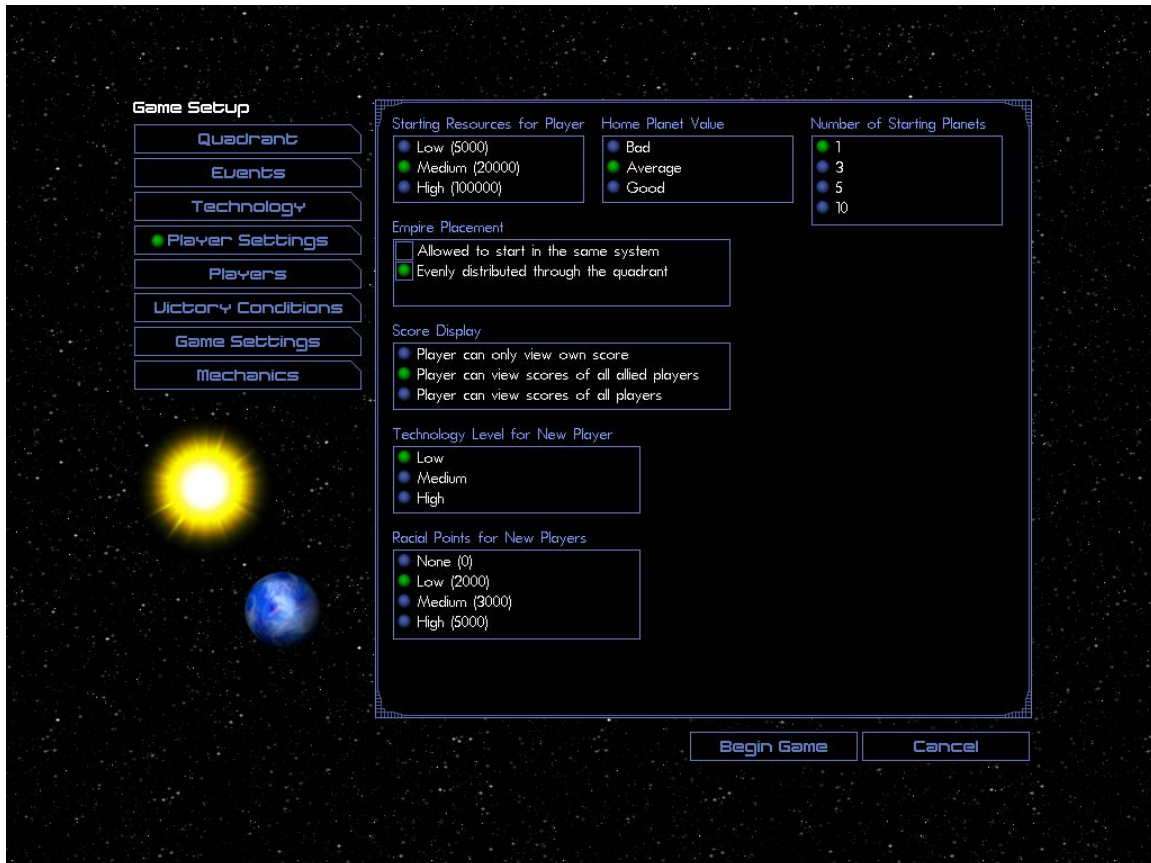 Game Setup
Quadrant
Events
Technology
Player Settings
Players
Victory Conditions
Game Settings
Mechanics
Starting Resources for Player
Low (5000)
Medium (20000)
High (100000)
Home Planet Value
Bad
Average
Good
Number of Starting Planets
1
3
5
10
Empire Placement
Allowed to start in the same system
Evenly distributed through the quadrant
Score Display
Player can only view own score
Player can view scores of all allied players
Player can view scores of all players
Technology Level for New Player
Low
Medium
High
Racial Points for New Players
None (0)
Low (2000)
Medium (3000)
High (5000)
Begin Game
Cancel